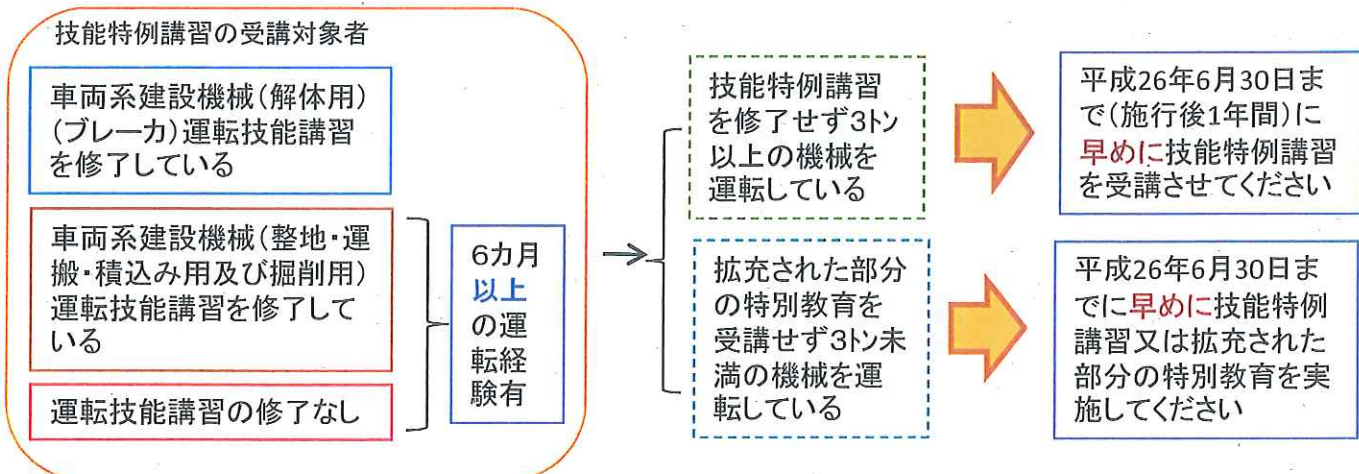 技能特例講習の受講対象者
車両系建設機械(解体用)
(ブレーカ)運転技能講習
を修了している
車両系建設機械(整地・運
搬・積込み用及び掘削用)
運転技能講習を修了して
いる
運転技能講習の修了なし
6カ月
以上
の運
転経
験有
技能特例講習
を修了せず3トン
以上の機械を
運転している
平成26年6月30日ま
で(施行後1年間)に
早めに技能特例講習
を受講させてください
拡充された部分
の特別教育を
受講せず3トン未
満の機械を運
転している
平成26年6月30日ま
でに早めに技能特例
講習又は拡充された
部分の特別教育を実
施してください